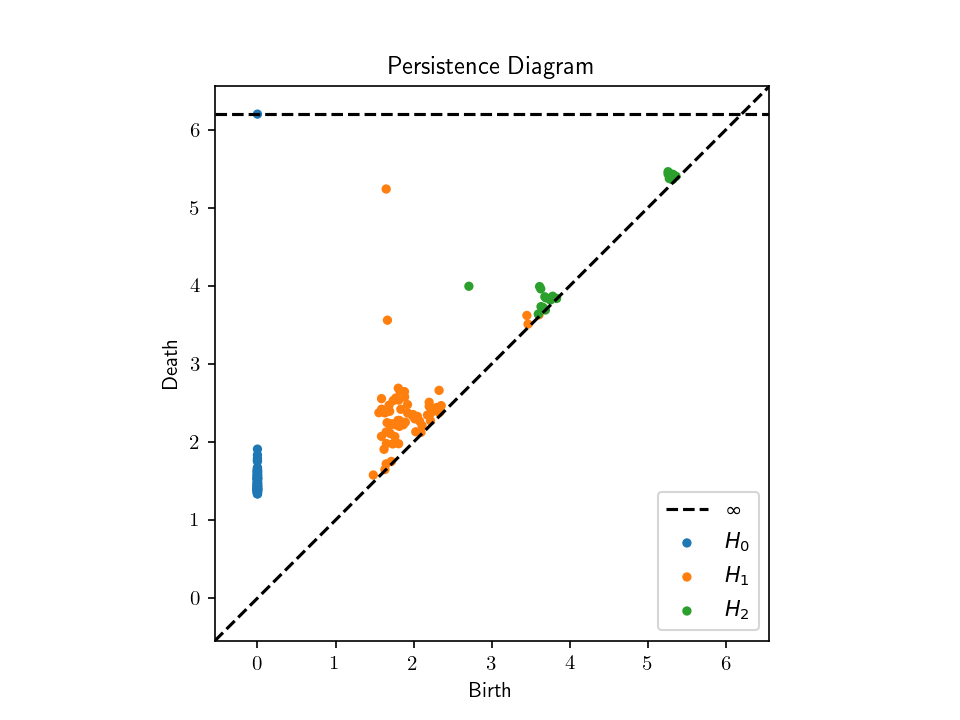 Persistence Diagram
Death
6
5
4
3
2
1
0
0 1 2 3 4 5 6
Birth
∞
H₀
H₁
H₂